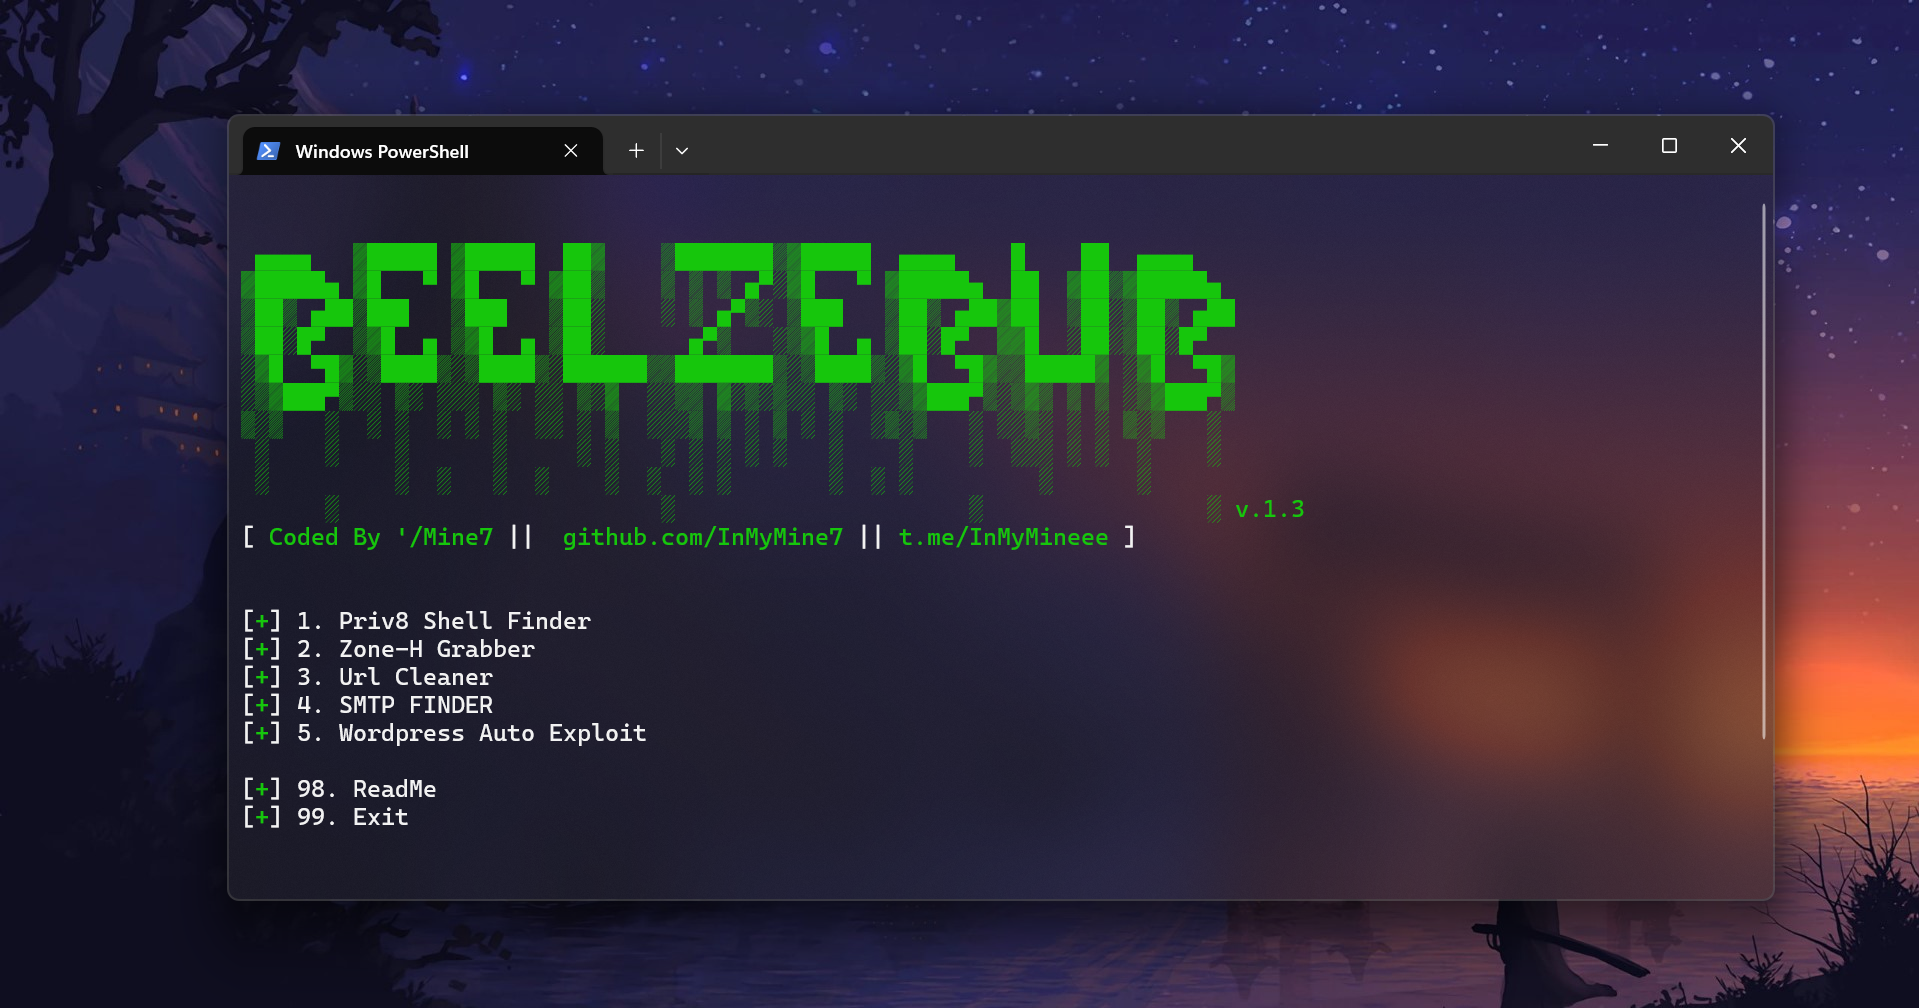 Windows PowerShell
BEELZEBUB
v.1.3
[ Coded By '/Mine7 ||  github.com/InMyMine7 || t.me/InMyMineee ]
[+] 1. Priv8 Shell Finder
[+] 2. Zone-H Grabber
[+] 3. Url Cleaner
[+] 4. SMTP FINDER
[+] 5. Wordpress Auto Exploit
[+] 98. ReadMe
[+] 99. Exit